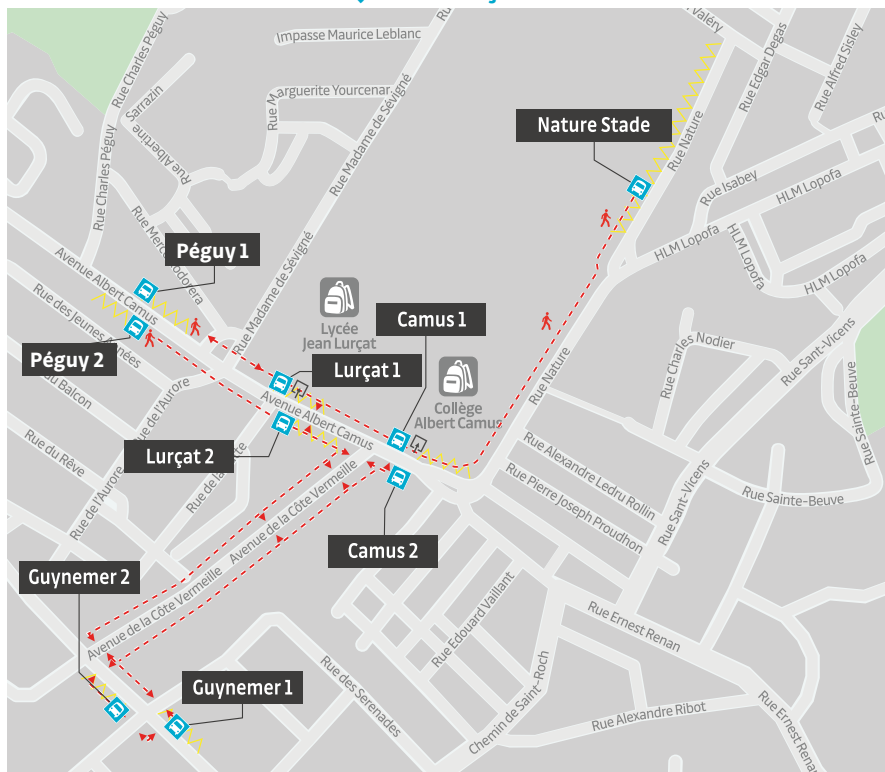 Valéry
Impasse Maurice Leblanc
Rue Charles Péguy
Rue Edgar Degas
Rue Alfred Sisley
Marguerite Yourcenar
Rue M
Sarrazin
Rue Albertine
Rue Madame de Sévigné
Nature Stade
Rue Nature
Rue Charles Péguy
Rue Isabey
HLM Lopofa
HLM Lopofa
HLM Lopofa
HLM Lopofa
Rue Merce
odorera
Péguy 1
Avenue Albert Camus
Rue Madame de Sévigné
Lycée
Jean Lurçat
Camus 1
Rue des Jeunes Années
Péguy 2
Rue Charles Nodier
Rue Sant-Vicens
Lurçat 1
Collège
Albert Camus
Rue Nature
Rue Sainte-Beuve
du Balcon
Avenue Albert Camus
Rue de l'Aurore
Lurçat 2
Rue du Rêve
Rue de l'Aurore
Rue de la
te
Avenue de la Côte Vermeille
Rue Alexandre Ledru Rollin
Rue Pierre Joseph Proudhon
Rue Sant-Vicens
Rue Sainte-Beuve
Camus 2
Guynemer 2
Avenue de la Côte Vermeille
Rue Edouard Vaillant
Rue Ernest Renan
Guynemer 1
Rue des Serenades
Chemin de Saint-Roch
Rue Alexandre Ribot
Rue Ernest Renan